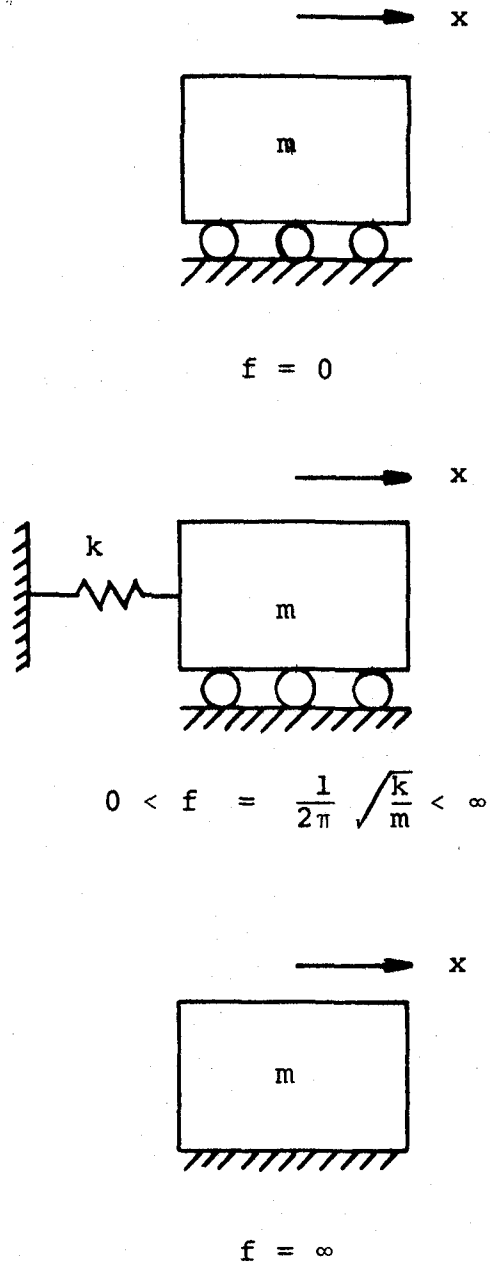 x
m
f = 0
x
k
m
0 < f = 1/2π √k/m < ∞
x
m
f = ∞